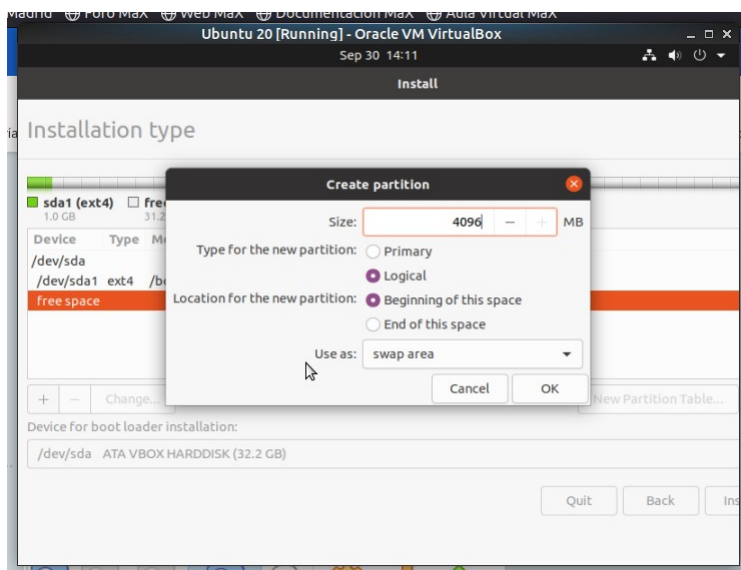 Madrid Foro MaX Web MaX Documentación MaX Aula Virtual MaX
Ubuntu 20 [Running] - Oracle VM VirtualBox
Sep 30 14:11
Install
Installation type
Create partition
sda1 (ext4) free
1.0 GB 31.2
Size: 4096 − + MB
Device Type
Type for the new partition: Primary
/dev/sda
Logical
/dev/sda1 ext4
Location for the new partition: Beginning of this space
free space
End of this space
Use as: swap area
Cancel OK
+ − Change... New Partition Table...
Device for boot loader installation:
/dev/sda ATA VBOX HARDDISK (32.2 GB)
Quit Back Ins